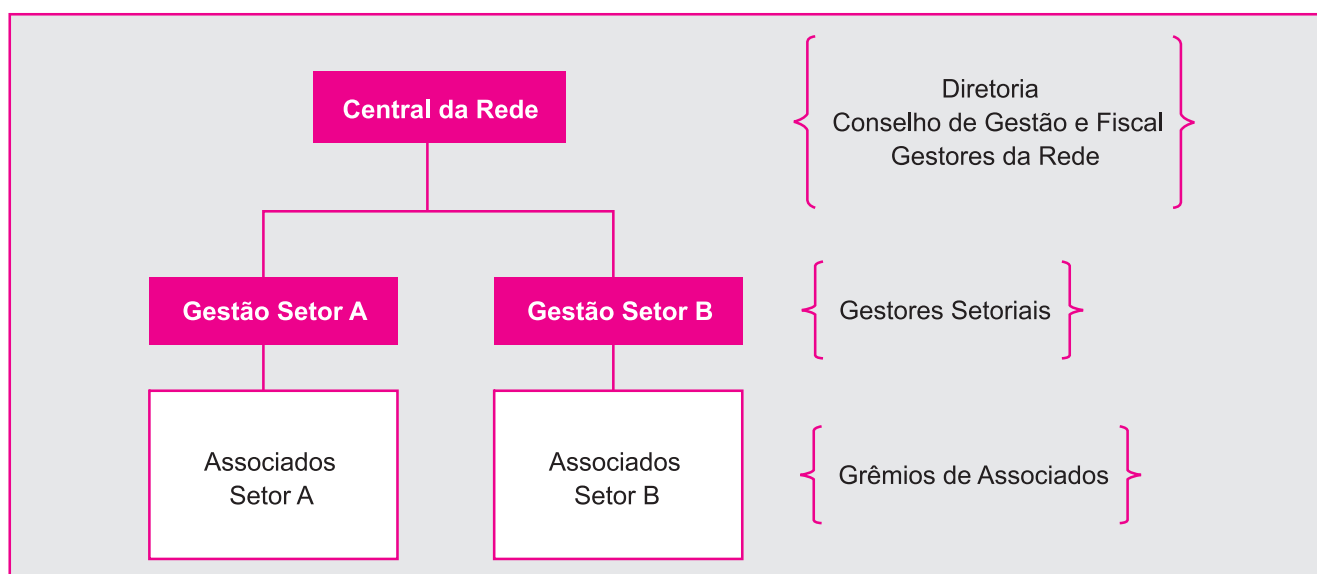 Central da Rede
Diretoria
Conselho de Gestão e Fiscal
Gestores da Rede
Gestão Setor A
Gestão Setor B
Gestores Setoriais
Associados
Setor A
Associados
Setor B
Grêmios de Associados